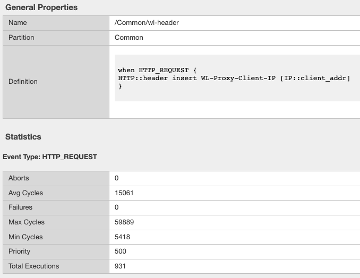 General Properties
Name /Common/wl-header
Partition Common
Definition
when HTTP_REQUEST {
HTTP::header insert WL-Proxy-Client-IP [IP::client_addr]
}
Statistics
Event Type: HTTP_REQUEST
Aborts 0
Avg Cycles 15061
Failures 0
Max Cycles 59889
Min Cycles 5418
Priority 500
Total Executions 931